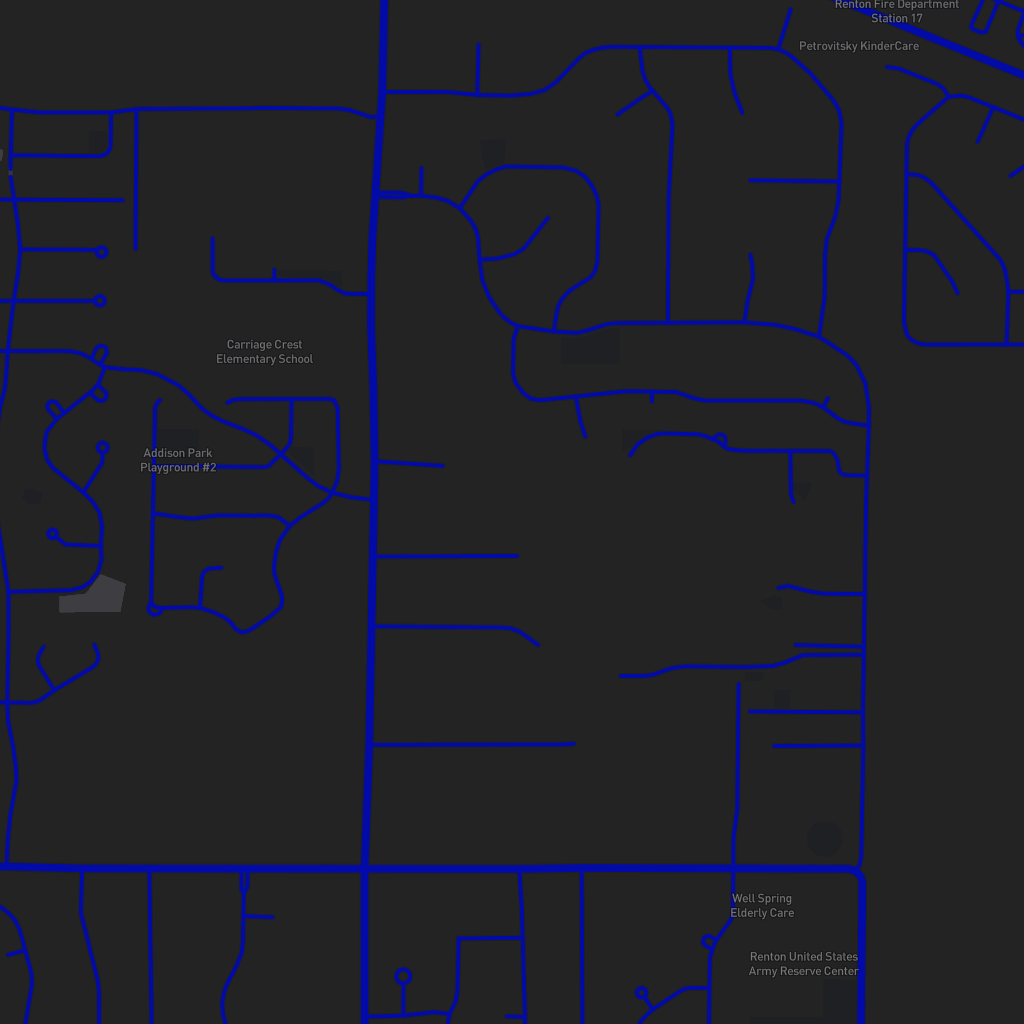 Renton Fire Department
Station 17
Petrovitsky KinderCare
Carriage Crest
Elementary School
Addison Park
Playground #2
Well Spring
Elderly Care
Renton United States
Army Reserve Center